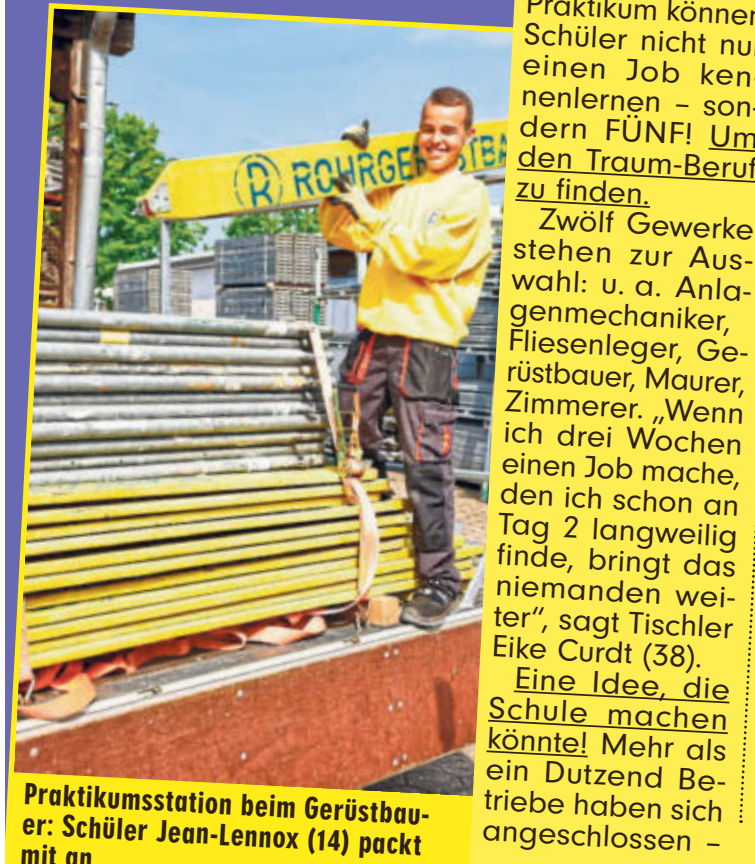 R ROHRGERÜSTBA
Praktikum können
Schüler nicht nur
einen Job ken-
nenlernen – son-
dern FÜNF! Um
den Traum-Beruf
zu finden.
Zwölf Gewerke
stehen zur Aus-
wahl: u. a. Anla-
genmechaniker,
Fliesenleger, Ge-
rüstbauer, Maurer,
Zimmerer. „Wenn
ich drei Wochen
einen Job mache,
den ich schon an
Tag 2 langweilig
finde, bringt das
niemanden wei-
ter“, sagt Tischler
Eike Curdt (38).
Eine Idee, die
Schule machen
könnte! Mehr als
ein Dutzend Be-
triebe haben sich
angeschlossen –
Praktikumsstation beim Gerüstbau-
er: Schüler Jean-Lennox (14) packt
mit an